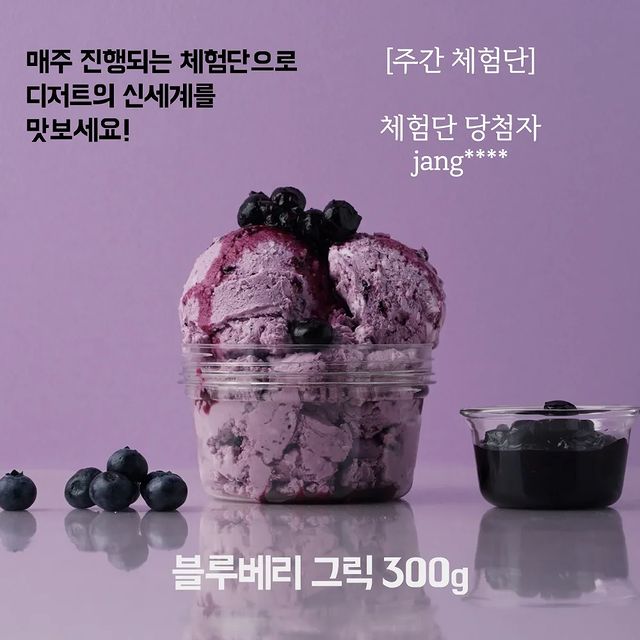 매주 진행되는 체험단으로
디저트의 신세계를
맛보세요!
[주간 체험단]
체험단 당첨자
jang****
블루베리 그릭 300g